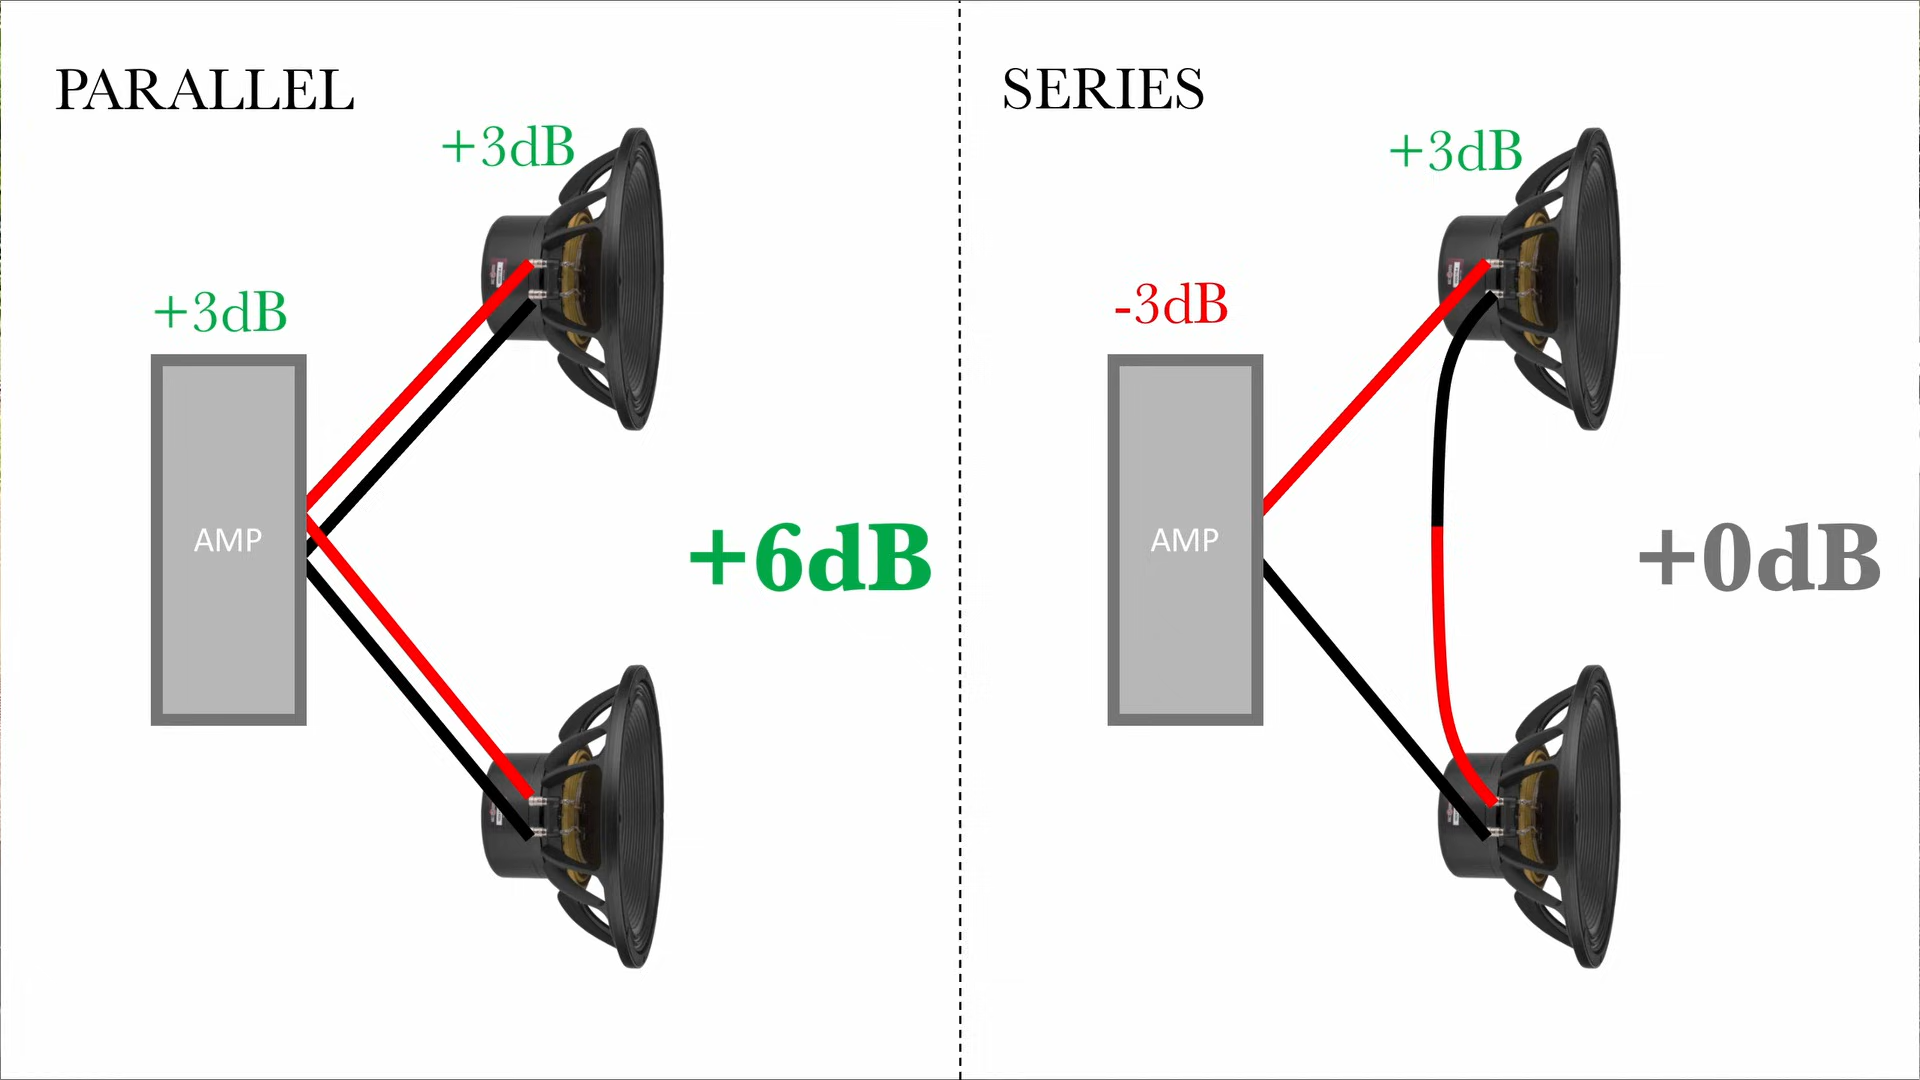 PARALLEL
+3dB
+3dB
AMP
+6dB
SERIES
+3dB
-3dB
AMP
+0dB